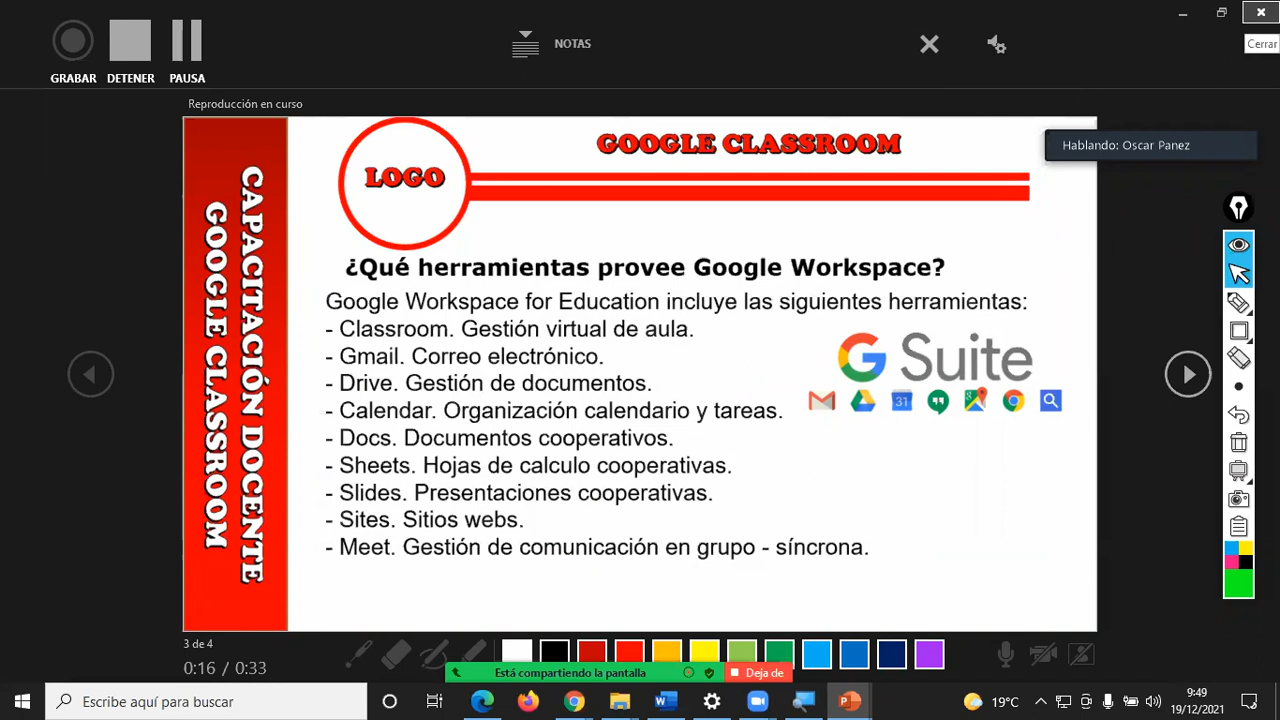 GRABAR
DETENER
PAUSA
NOTAS
Cerrar
Reproducción en curso
Hablando: Oscar Panez
CAPACITACIÓN DOCENTE
GOOGLE CLASSROOM
LOGO
GOOGLE CLASSROOM
¿Qué herramientas provee Google Workspace?
Google Workspace for Education incluye las siguientes herramientas:
- Classroom. Gestión virtual de aula.
- Gmail. Correo electrónico.
- Drive. Gestión de documentos.
- Calendar. Organización calendario y tareas.
- Docs. Documentos cooperativos.
- Sheets. Hojas de calculo cooperativas.
- Slides. Presentaciones cooperativas.
- Sites. Sitios webs.
- Meet. Gestión de comunicación en grupo - síncrona.
G Suite
31
3 de 4
0:16 / 0:33
Está compartiendo la pantalla
Deja de
Escribe aquí para buscar
19°C
9:49
19/12/2021